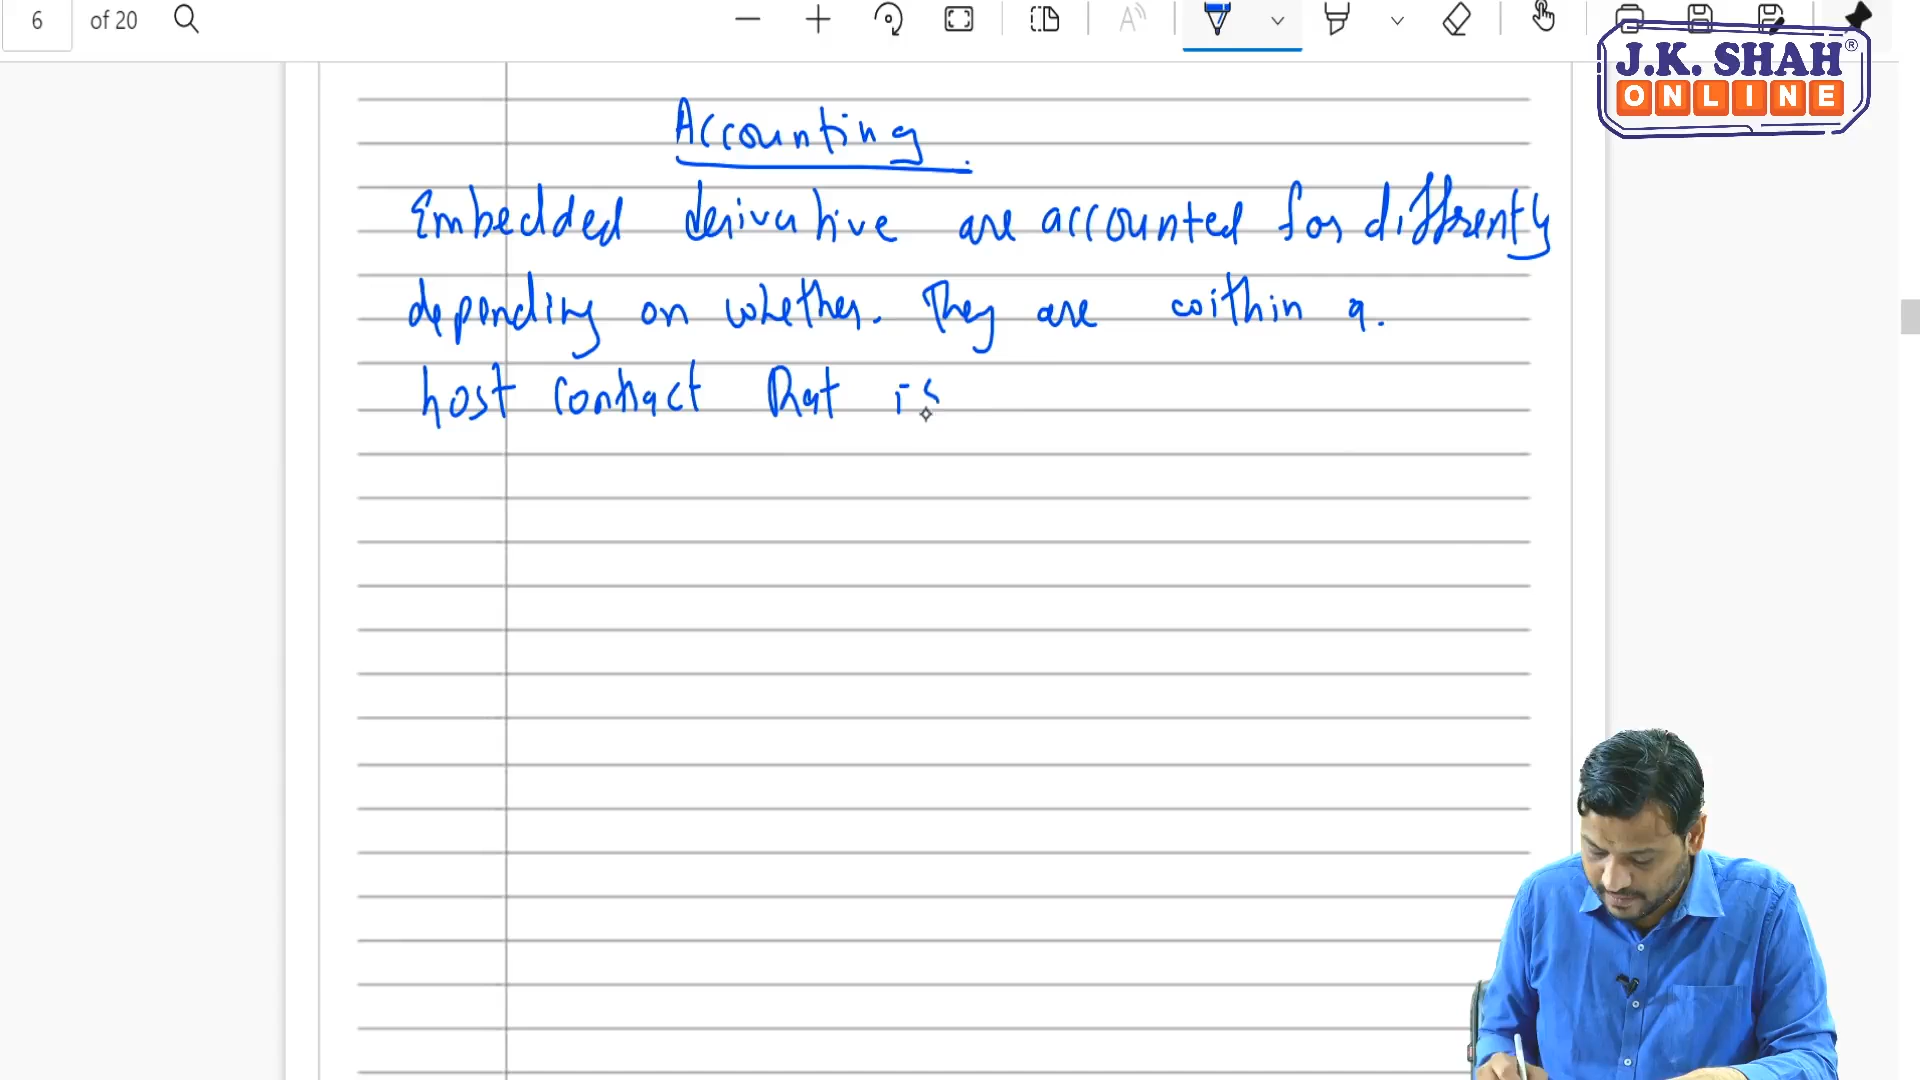 6 of 20
J.K. SHAH®
ONLINE
Accounting
Embedded derivative are accounted for differently
depending on whether. They are within a.
host contract that is